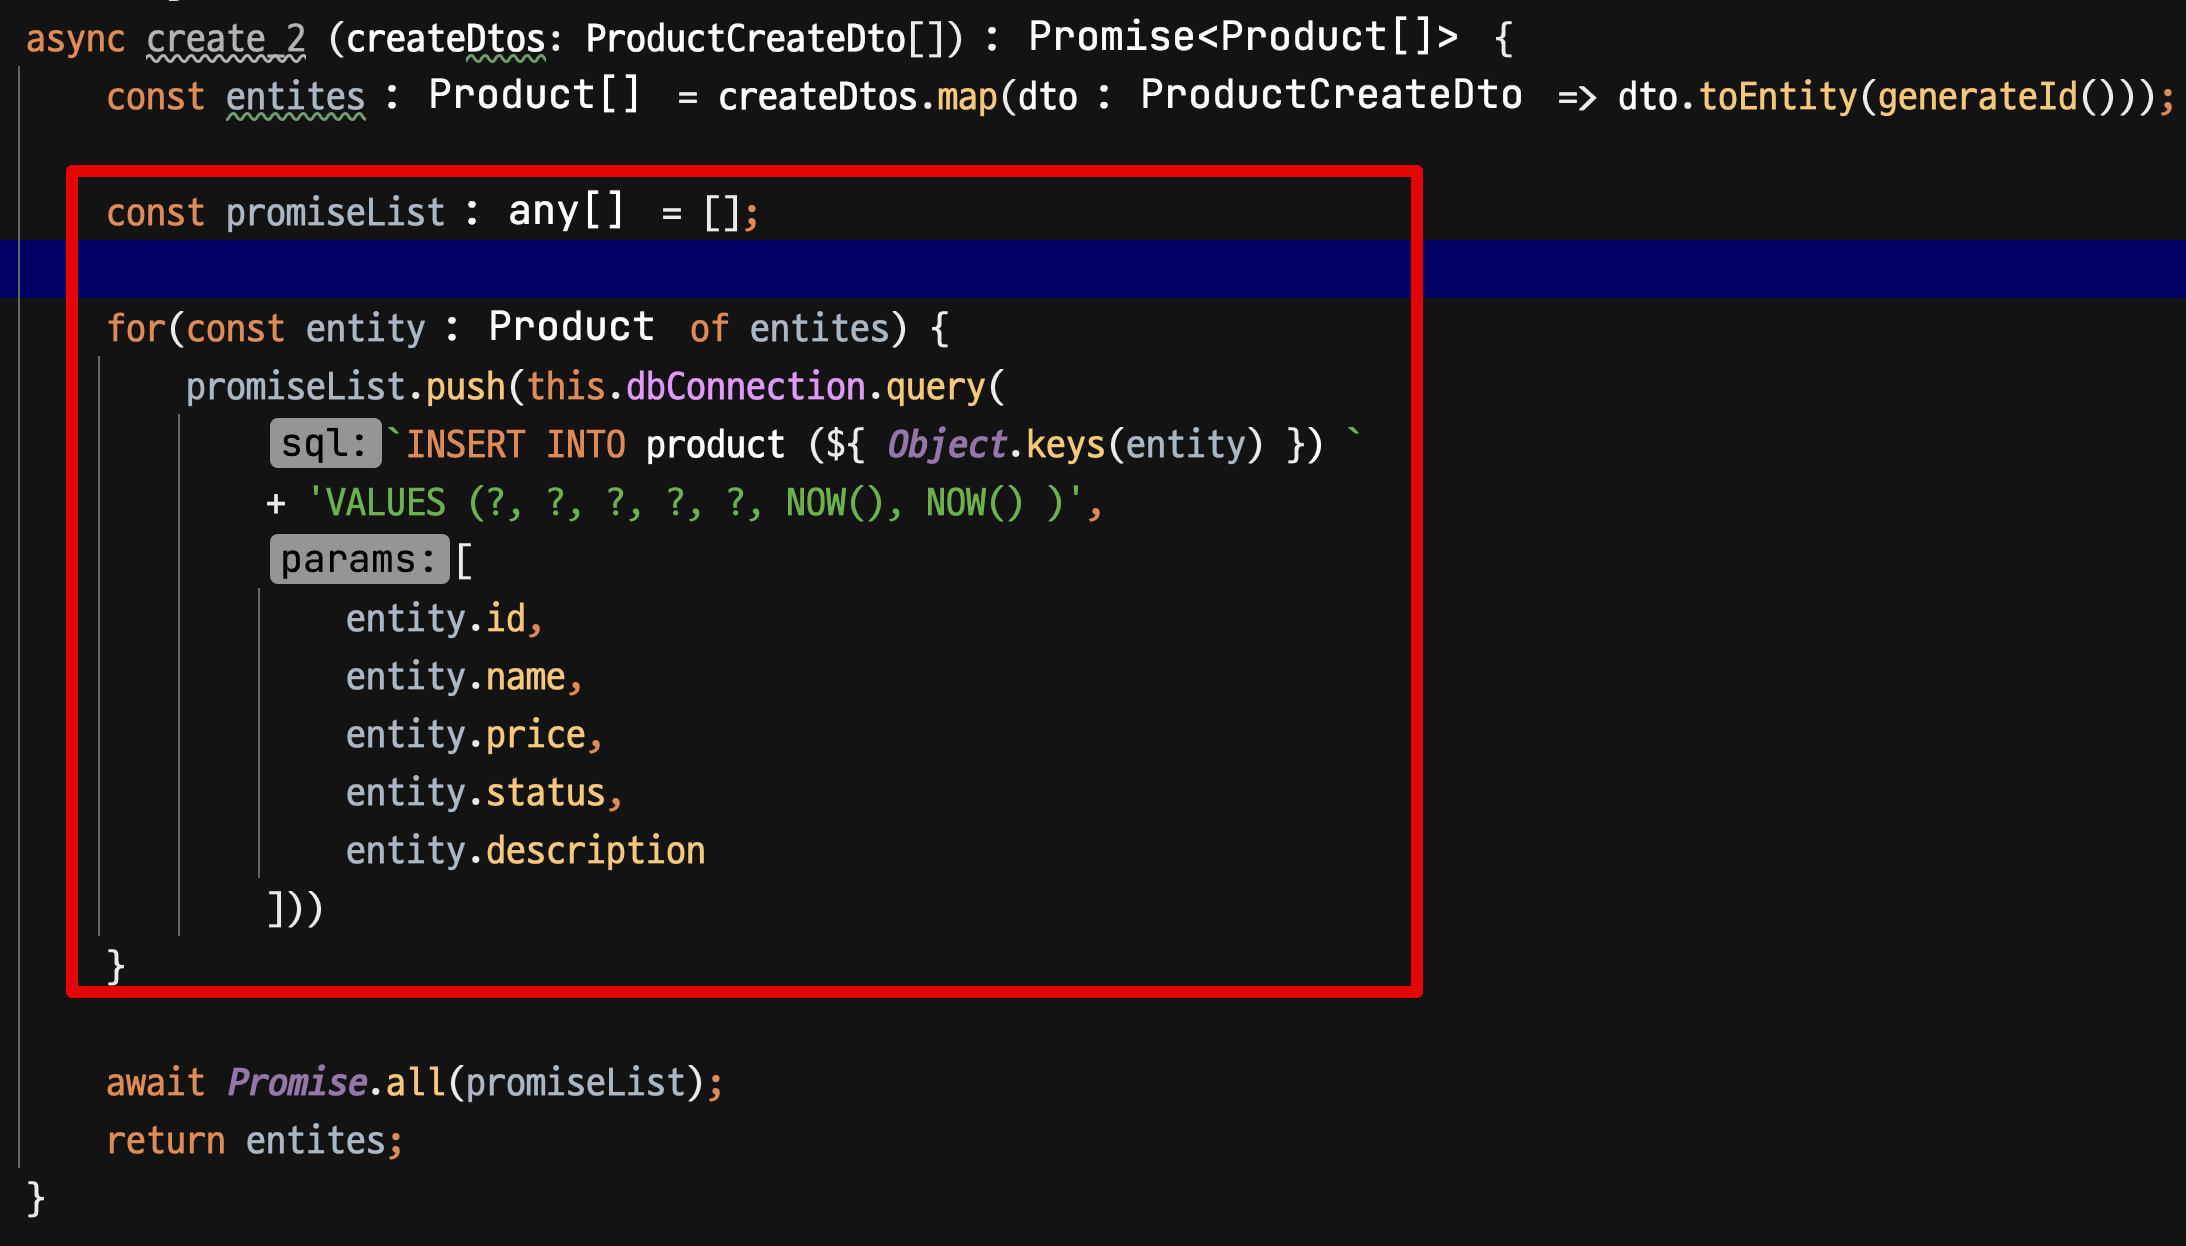 async create_2 (createDtos: ProductCreateDto[]) : Promise<Product[]> {
const entites : Product[] = createDtos.map(dto : ProductCreateDto => dto.toEntity(generateId()));
const promiseList : any[] = [];
for(const entity : Product of entites) {
promiseList.push(this.dbConnection.query(
sql: `INSERT INTO product (${ Object.keys(entity) }) `
+ 'VALUES (?, ?, ?, ?, ?, NOW(), NOW() )',
params: [
entity.id,
entity.name,
entity.price,
entity.status,
entity.description
]))
}
await Promise.all(promiseList);
return entites;
}